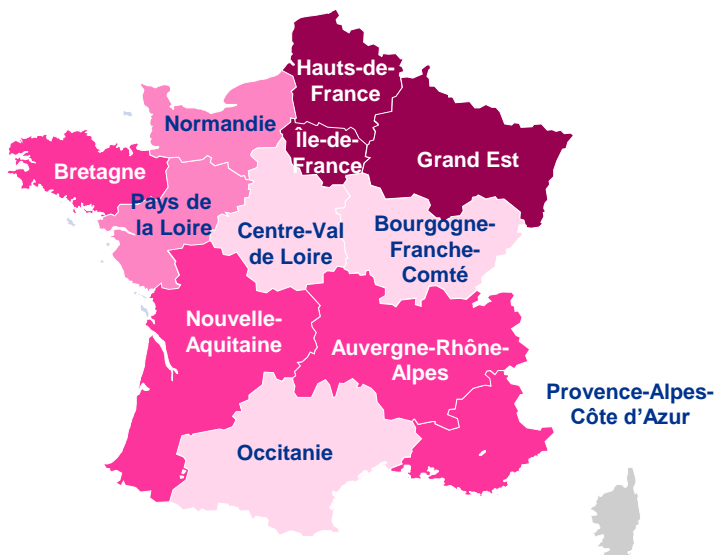 Hauts-de-
France
Normandie
Île-de-
France
Grand Est
Bretagne
Pays de
la Loire
Centre-Val
de Loire
Bourgogne-
Franche-
Comté
Nouvelle-
Aquitaine
Auvergne-Rhône-
Alpes
Provence-Alpes-
Côte d’Azur
Occitanie